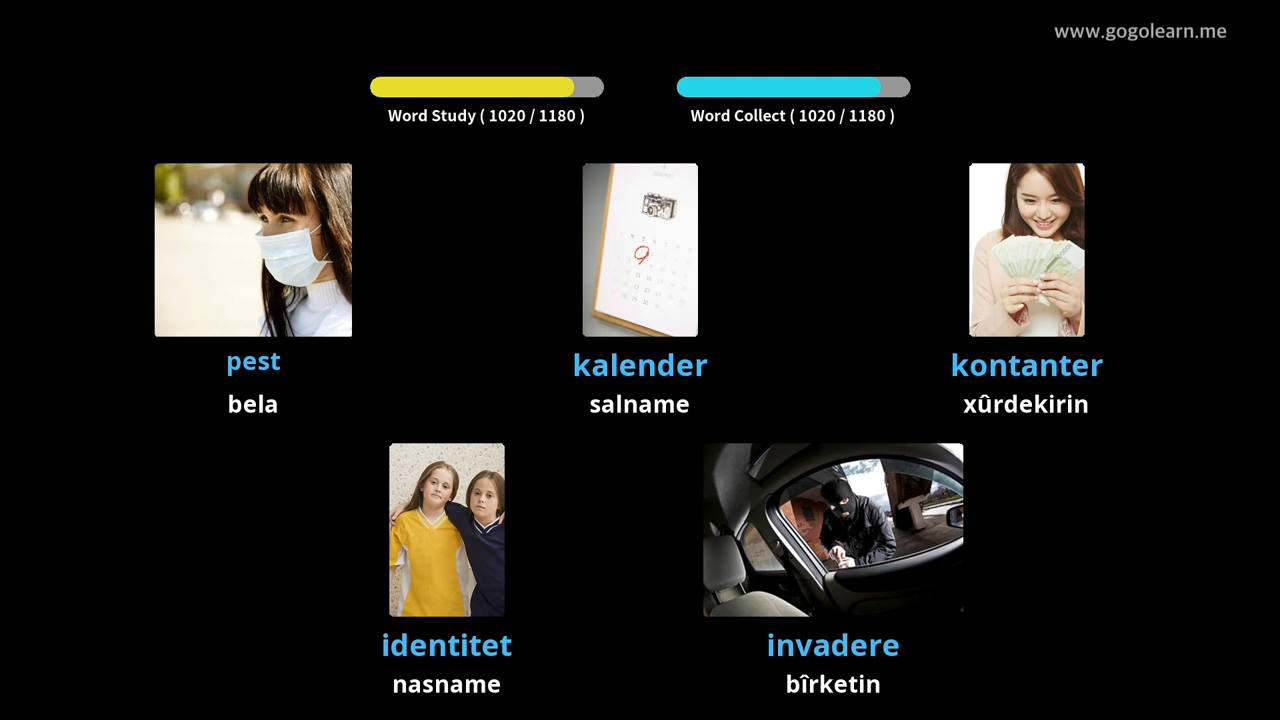 www.gogolearn.me
Word Study ( 1020 / 1180 )
Word Collect ( 1020 / 1180 )
pest
bela
kalender
salname
kontanter
xûrdekirin
identitet
nasname
invadere
bîrketin